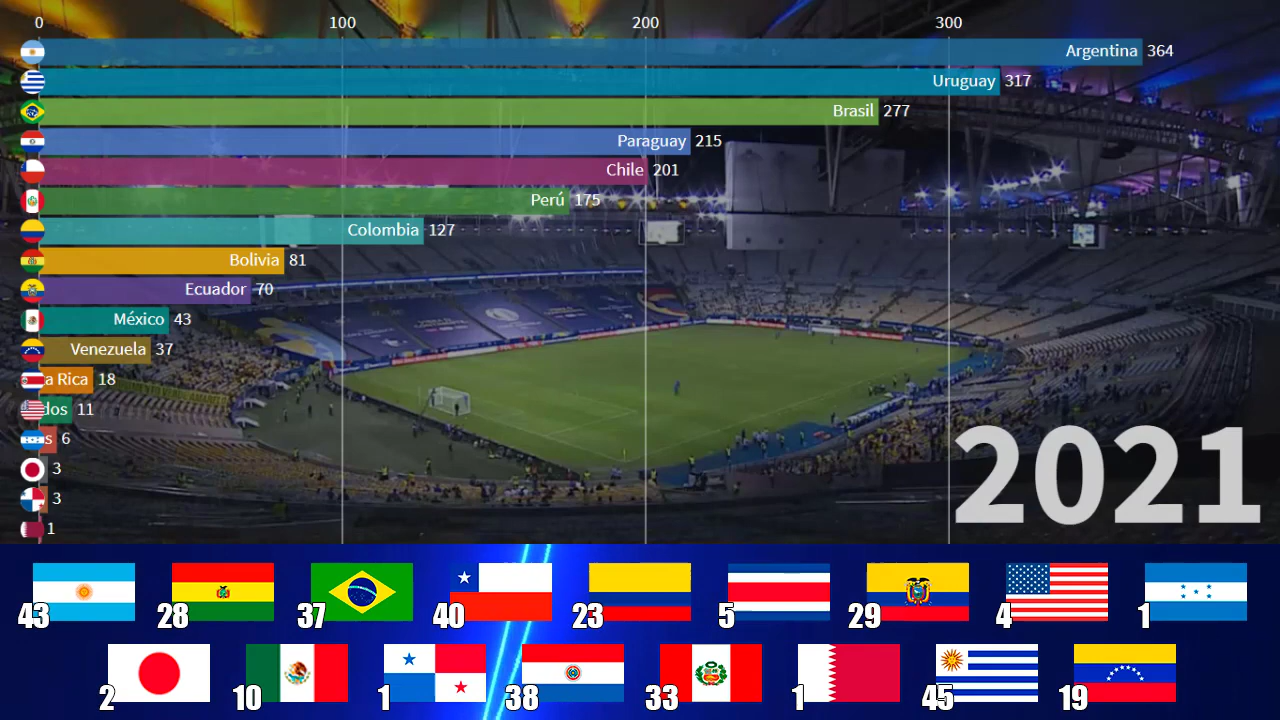 0 100 200 300
Argentina 364
Uruguay 317
Brasil 277
Paraguay 215
Chile 201
Perú 175
Colombia 127
Bolivia 81
Ecuador 70
México 43
Venezuela 37
a Rica 18
dos 11
s 6
3
3
1
2021
43 28 37 40 23 5 29 4 1
2 10 1 38 33 1 45 19